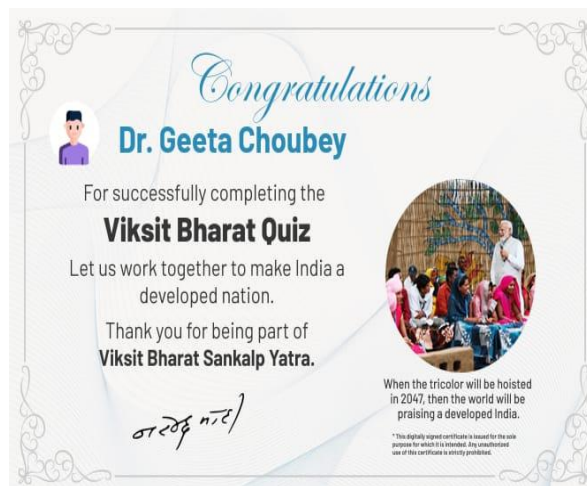 Congratulations
Dr. Geeta Choubey
For successfully completing the
Viksit Bharat Quiz
Let us work together to make India a
developed nation.
Thank you for being part of
Viksit Bharat Sankalp Yatra.
नरेन्द्र मोदी
When the tricolor will be hoisted
in 2047, then the world will be
praising a developed India.
* This digitally signed certificate is issued for the sole
purpose for which it is intended. Any unauthorized
use of this certificate is strictly prohibited.